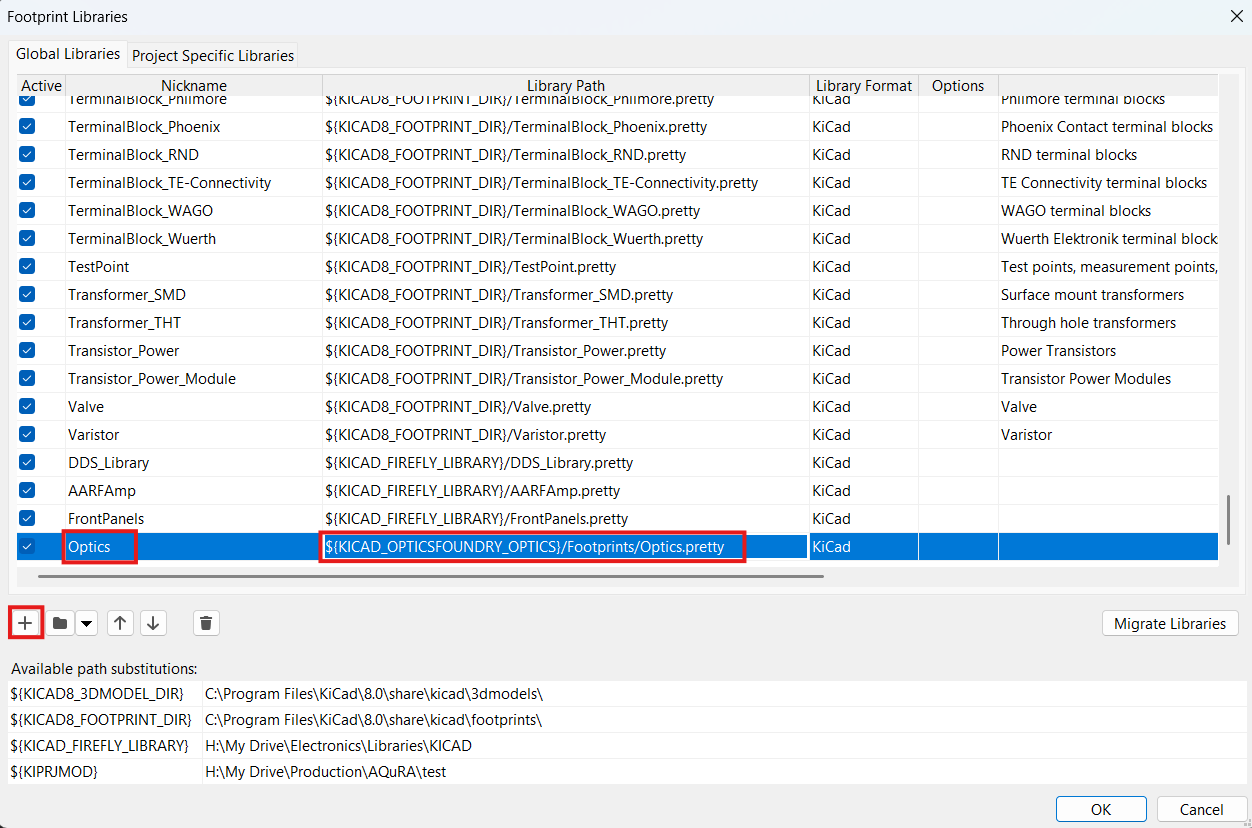 Footprint Libraries
Global Libraries Project Specific Libraries
Active Nickname Library Path Library Format Options
TerminalBlock_Philmore ${KICAD8_FOOTPRINT_DIR}/TerminalBlock_Philmore.pretty KiCad Philmore terminal blocks
TerminalBlock_Phoenix ${KICAD8_FOOTPRINT_DIR}/TerminalBlock_Phoenix.pretty KiCad Phoenix Contact terminal blocks
TerminalBlock_RND ${KICAD8_FOOTPRINT_DIR}/TerminalBlock_RND.pretty KiCad RND terminal blocks
TerminalBlock_TE-Connectivity ${KICAD8_FOOTPRINT_DIR}/TerminalBlock_TE-Connectivity.pretty KiCad TE Connectivity terminal blocks
TerminalBlock_WAGO ${KICAD8_FOOTPRINT_DIR}/TerminalBlock_WAGO.pretty KiCad WAGO terminal blocks
TerminalBlock_Wuerth ${KICAD8_FOOTPRINT_DIR}/TerminalBlock_Wuerth.pretty KiCad Wuerth Elektronik terminal block
TestPoint ${KICAD8_FOOTPRINT_DIR}/TestPoint.pretty KiCad Test points, measurement points,
Transformer_SMD ${KICAD8_FOOTPRINT_DIR}/Transformer_SMD.pretty KiCad Surface mount transformers
Transformer_THT ${KICAD8_FOOTPRINT_DIR}/Transformer_THT.pretty KiCad Through hole transformers
Transistor_Power ${KICAD8_FOOTPRINT_DIR}/Transistor_Power.pretty KiCad Power Transistors
Transistor_Power_Module ${KICAD8_FOOTPRINT_DIR}/Transistor_Power_Module.pretty KiCad Transistor Power Modules
Valve ${KICAD8_FOOTPRINT_DIR}/Valve.pretty KiCad Valve
Varistor ${KICAD8_FOOTPRINT_DIR}/Varistor.pretty KiCad Varistor
DDS_Library ${KICAD_FIREFLY_LIBRARY}/DDS_Library.pretty KiCad
AARFAmp ${KICAD_FIREFLY_LIBRARY}/AARFAmp.pretty KiCad
FrontPanels ${KICAD_FIREFLY_LIBRARY}/FrontPanels.pretty KiCad
Optics ${KICAD_OPTICSFOUNDRY_OPTICS}/Footprints/Optics.pretty KiCad
Migrate Libraries
Available path substitutions:
${KICAD8_3DMODEL_DIR} C:\Program Files\KiCad\8.0\share\kicad\3dmodels\
${KICAD8_FOOTPRINT_DIR} C:\Program Files\KiCad\8.0\share\kicad\footprints\
${KICAD_FIREFLY_LIBRARY} H:\My Drive\Electronics\Libraries\KICAD
${KIPRJMOD} H:\My Drive\Production\AQuRA\test
OK Cancel